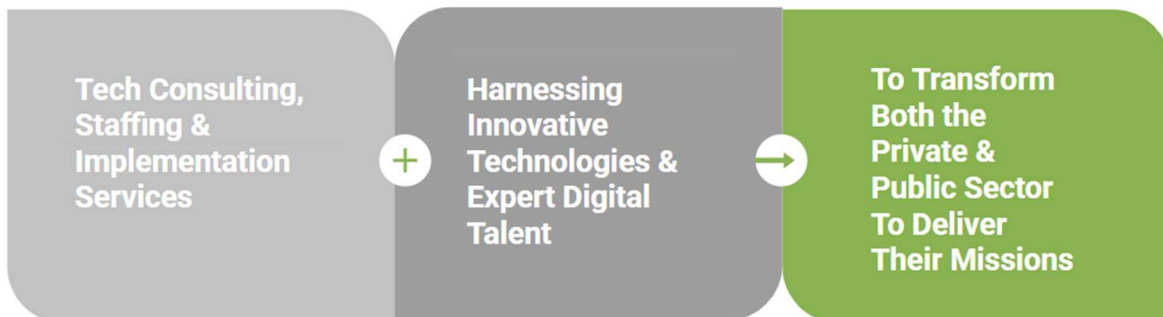 Tech Consulting,
Staffing &
Implementation
Services
+
Harnessing
Innovative
Technologies &
Expert Digital
Talent
→
To Transform
Both the
Private &
Public Sector
To Deliver
Their Missions